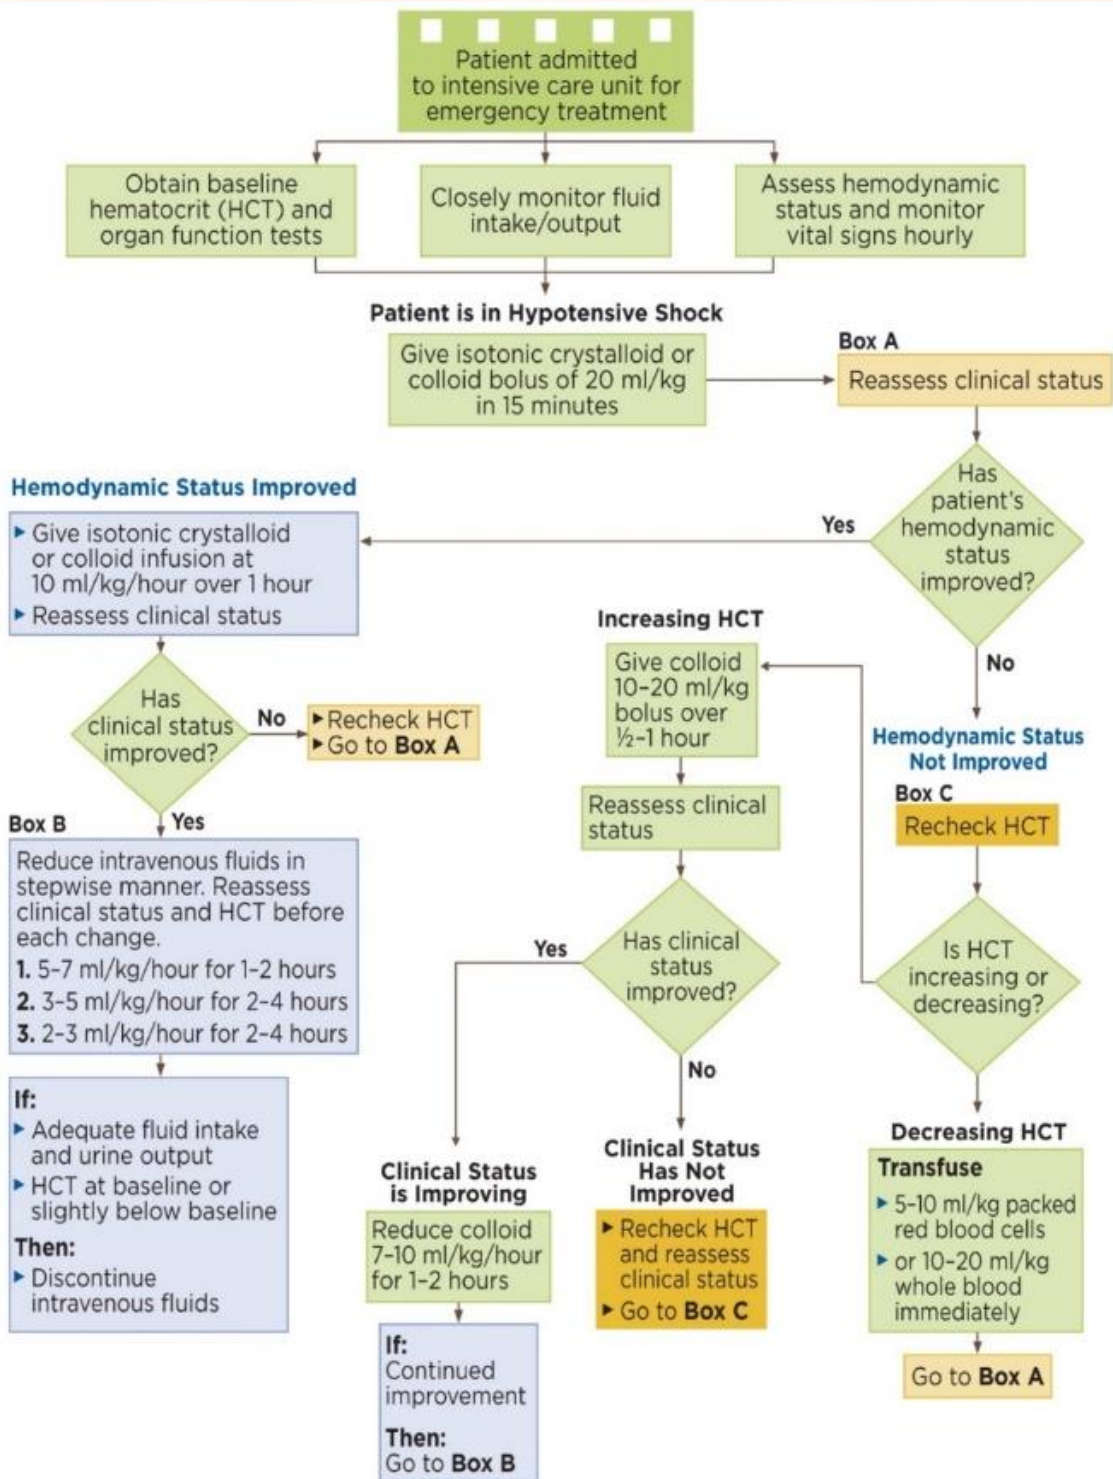 Patient admitted
to intensive care unit for
emergency treatment
Obtain baseline
hematocrit (HCT) and
organ function tests
Closely monitor fluid
intake/output
Assess hemodynamic
status and monitor
vital signs hourly
Patient is in Hypotensive Shock
Give isotonic crystalloid or
colloid bolus of 20 ml/kg
in 15 minutes
Box A
Reassess clinical status
Has
patient's
hemodynamic
status
improved?
Yes
No
Hemodynamic Status Improved
▸ Give isotonic crystalloid
or colloid infusion at
10 ml/kg/hour over 1 hour
▸ Reassess clinical status
Has
clinical status
improved?
No
▸ Recheck HCT
▸ Go to Box A
Yes
Box B
Reduce intravenous fluids in
stepwise manner. Reassess
clinical status and HCT before
each change.
1. 5–7 ml/kg/hour for 1–2 hours
2. 3–5 ml/kg/hour for 2–4 hours
3. 2–3 ml/kg/hour for 2–4 hours
If:
▸ Adequate fluid intake
and urine output
▸ HCT at baseline or
slightly below baseline
Then:
▸ Discontinue
intravenous fluids
Hemodynamic Status
Not Improved
Box C
Recheck HCT
Is HCT
increasing or
decreasing?
Increasing HCT
Give colloid
10–20 ml/kg
bolus over
½–1 hour
Reassess clinical
status
Has clinical
status
improved?
Yes
No
Clinical Status
is Improving
Reduce colloid
7–10 ml/kg/hour
for 1–2 hours
If:
Continued
improvement
Then:
Go to Box B
Clinical Status
Has Not
Improved
▸ Recheck HCT
and reassess
clinical status
▸ Go to Box C
Decreasing HCT
Transfuse
▸ 5–10 ml/kg packed
red blood cells
▸ or 10–20 ml/kg
whole blood
immediately
Go to Box A